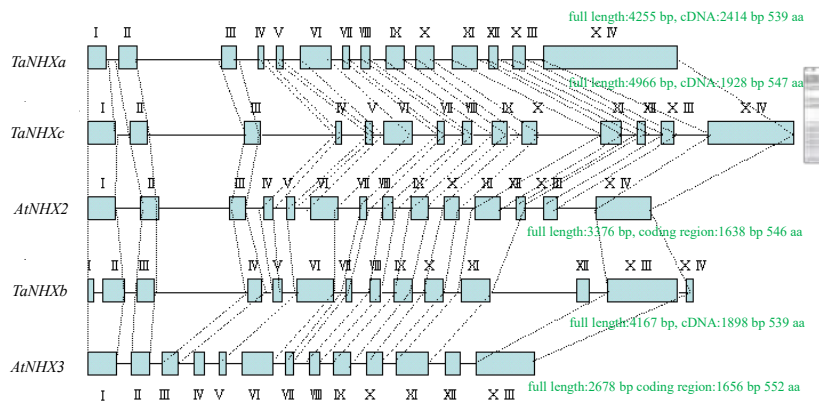 full length:4255 bp, cDNA:2414 bp 539 aa
I II III IV V VI VII VIII IX X XI XII X III X IV
TaNHXa
full length:4966 bp, cDNA:1928 bp 547 aa
I II III IV V VI VII VIII IX X XI XII X III X IV
TaNHXc
I II III IV V VI VII VIII IX X XI XII X III X IV
AtNHX2
full length:3376 bp, coding region:1638 bp 546 aa
I II III IV V VI VII VIII IX X XI XII X III X IV
TaNHXb
full length:4167 bp, cDNA:1898 bp 539 aa
AtNHX3
full length:2678 bp coding region:1656 bp 552 aa
I II III IV V VI VII VIII IX X XI XII X III